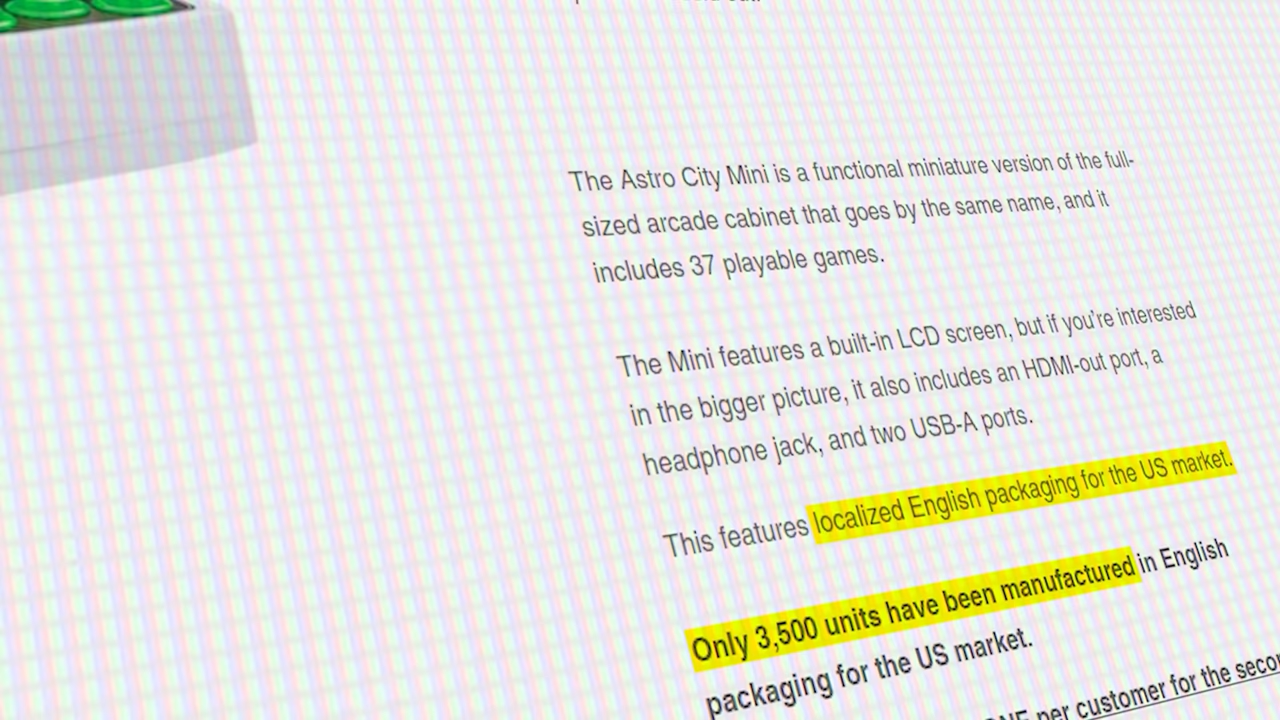 The Astro City Mini is a functional miniature version of the full-
sized arcade cabinet that goes by the same name, and it
includes 37 playable games.
The Mini features a built-in LCD screen, but if you're interested
in the bigger picture, it also includes an HDMI-out port, a
headphone jack, and two USB-A ports.
This features localized English packaging for the US market.
Only 3,500 units have been manufactured in English
packaging for the US market.
per customer for the